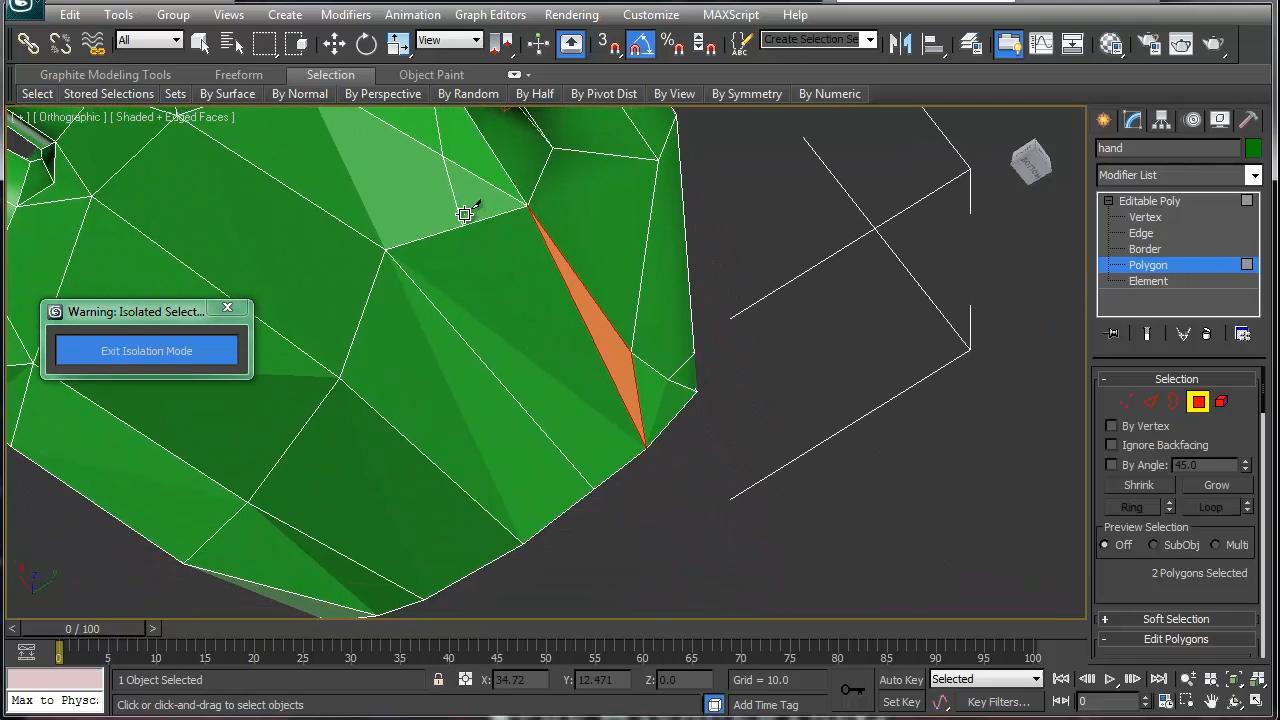 Edit Tools Group Views Create Modifiers Animation Graph Editors Rendering Customize MAXScript Help
All View 3 Create Selection Se
Graphite Modeling Tools Freeform Selection Object Paint
Select Stored Selections Sets By Surface By Normal By Perspective By Random By Half By Pivot Dist By View By Symmetry By Numeric
[ + ] [ Orthographic ] [ Shaded + Edged Faces ]
BOTTOM
hand
Modifier List
Editable Poly
Vertex
Edge
Border
Polygon
Element
Warning: Isolated Select...
Exit Isolation Mode
- Selection
By Vertex
Ignore Backfacing
By Angle: 45.0
Shrink Grow
Ring Loop
Preview Selection
Off SubObj Multi
2 Polygons Selected
+ Soft Selection
- Edit Polygons
< 0 / 100 >
0 5 10 15 20 25 30 35 40 45 50 55 60 65 70 75 80 85 90 95 100
1 Object Selected X: 34.72 Y: 12.471 Z: 0.0 Grid = 10.0 Auto Key Selected
Max to Physc: Click or click-and-drag to select objects Add Time Tag Set Key Key Filters... 0